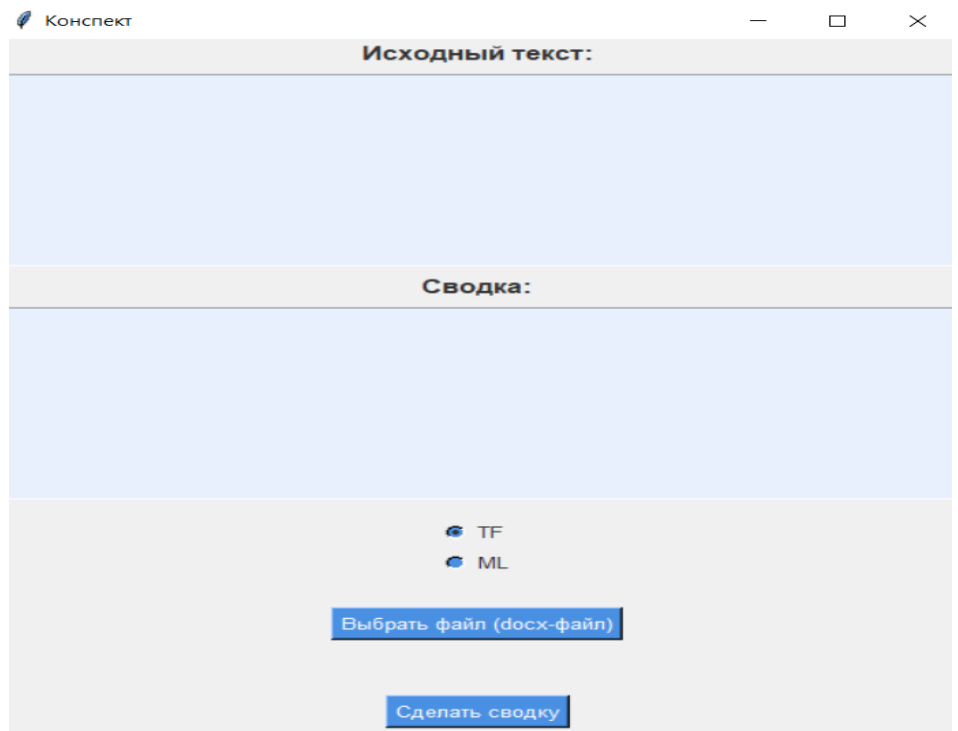 Конспект
Исходный текст:
Сводка:
TF
ML
Выбрать файл (docx-файл)
Сделать сводку